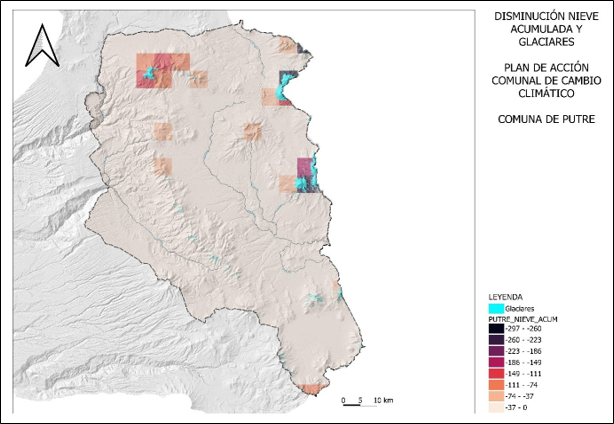 DISMINUCIÓN NIEVE
ACUMULADA Y
GLACIARES
PLAN DE ACCIÓN
COMUNAL DE CAMBIO
CLIMÁTICO
COMUNA DE PUTRE
LEYENDA
Glaciares
PUTRE_NIEVE_ACUM
-297 - -260
-260 - -223
-223 - -186
-186 - -149
-149 - -111
-111 - -74
-74 - -37
-37 - 0
0 5 10 km